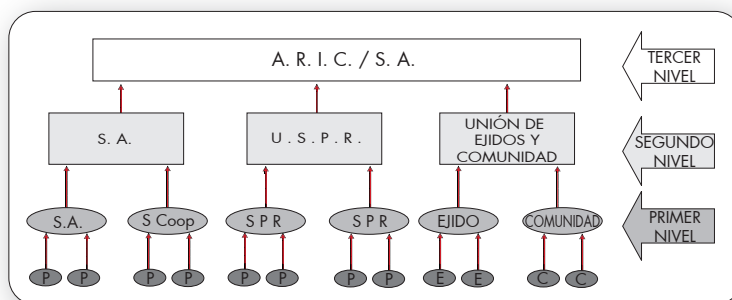 A. R. I. C. / S. A.
TERCER
NIVEL
S. A.
U. S. P. R.
UNIÓN DE
EJIDOS Y
COMUNIDAD
SEGUNDO
NIVEL
S.A.
S Coop
S P R
S P R
EJIDO
COMUNIDAD
PRIMER
NIVEL
P
P
P
P
P
P
P
P
E
E
C
C